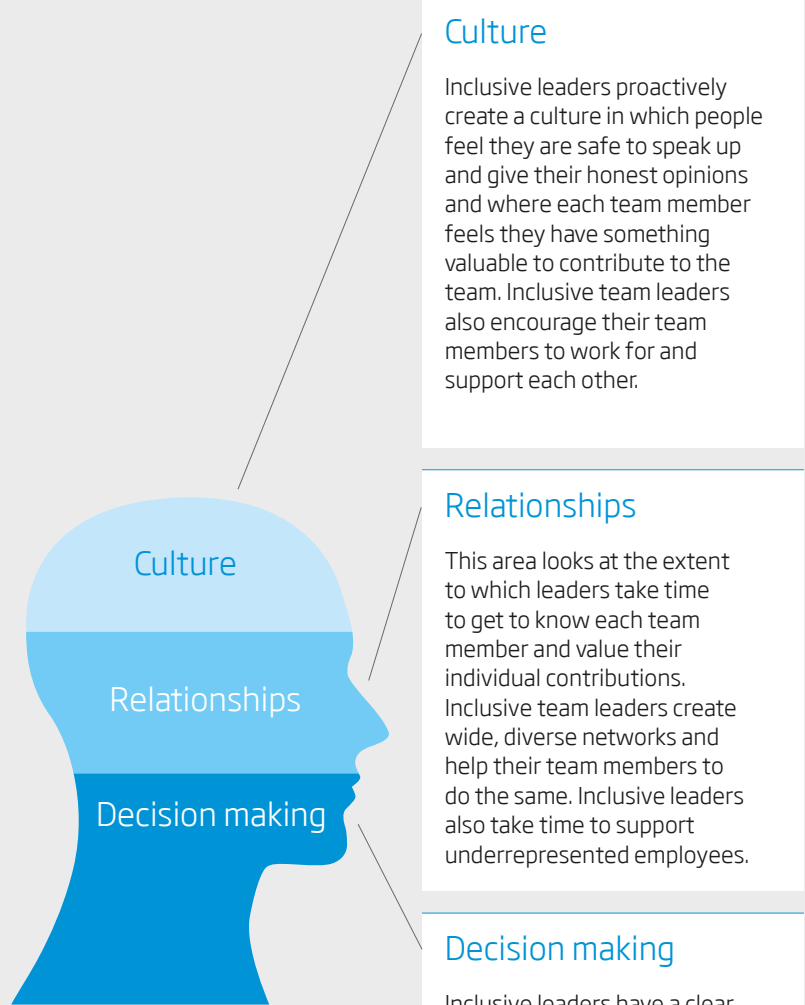 Culture
Inclusive leaders proactively
create a culture in which people
feel they are safe to speak up
and give their honest opinions
and where each team member
feels they have something
valuable to contribute to the
team. Inclusive team leaders
also encourage their team
members to work for and
support each other.
Culture
Relationships
Decision making
Relationships
This area looks at the extent
to which leaders take time
to get to know each team
member and value their
individual contributions.
Inclusive team leaders create
wide, diverse networks and
help their team members to
do the same. Inclusive leaders
also take time to support
underrepresented employees.
Decision making
Inclusive leaders have a clear